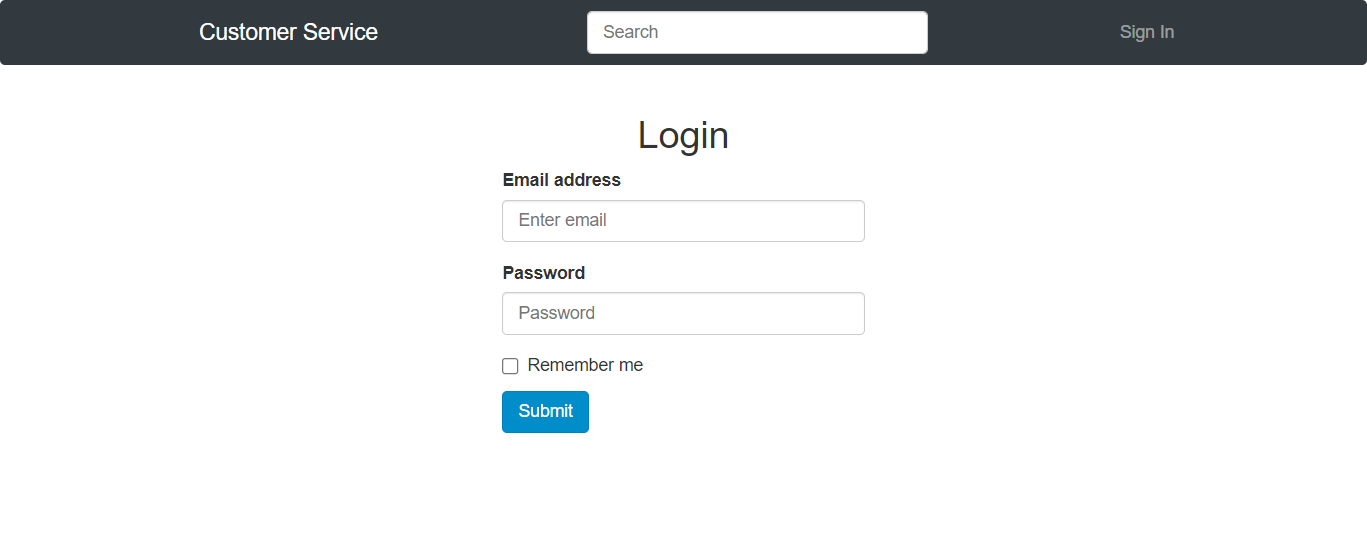 Customer Service
Search
Sign In
Login
Email address
Enter email
Password
Password
Remember me
Submit